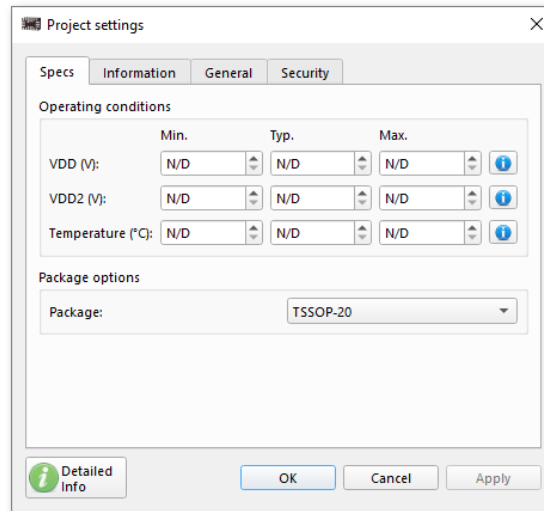 Project settings
Specs Information General Security
Operating conditions
Min. Typ. Max.
VDD (V): N/D N/D N/D
VDD2 (V): N/D N/D N/D
Temperature (°C): N/D N/D N/D
Package options
Package: TSSOP-20
Detailed
Info
OK Cancel Apply